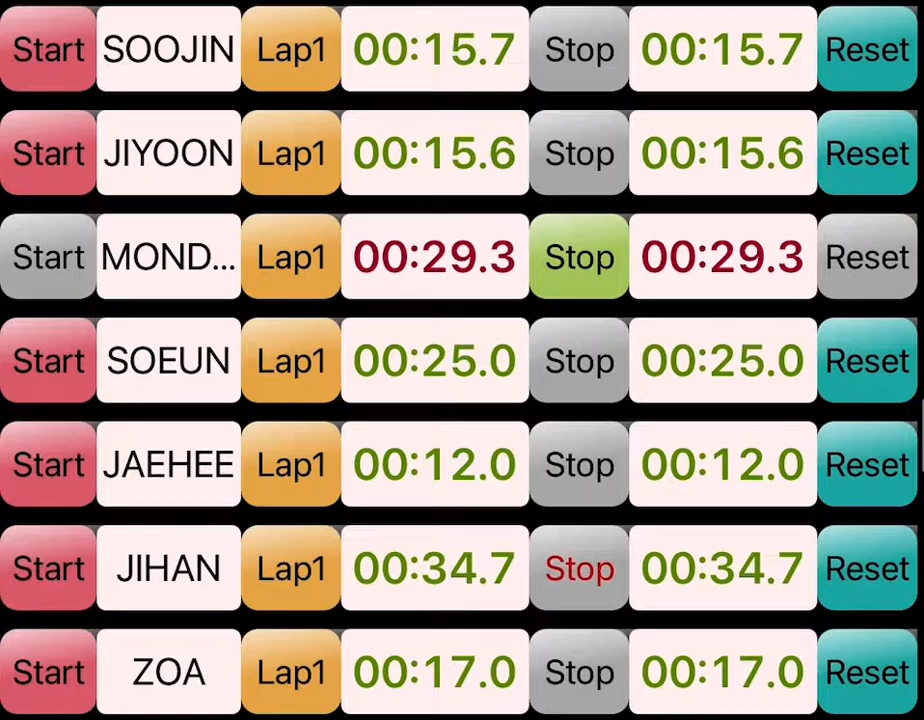 Start SOOJIN Lap1 00:15.7 Stop 00:15.7 Reset
Start JIYOON Lap1 00:15.6 Stop 00:15.6 Reset
Start MOND... Lap1 00:29.3 Stop 00:29.3 Reset
Start SOEUN Lap1 00:25.0 Stop 00:25.0 Reset
Start JAEHEE Lap1 00:12.0 Stop 00:12.0 Reset
Start JIHAN Lap1 00:34.7 Stop 00:34.7 Reset
Start ZOA Lap1 00:17.0 Stop 00:17.0 Reset